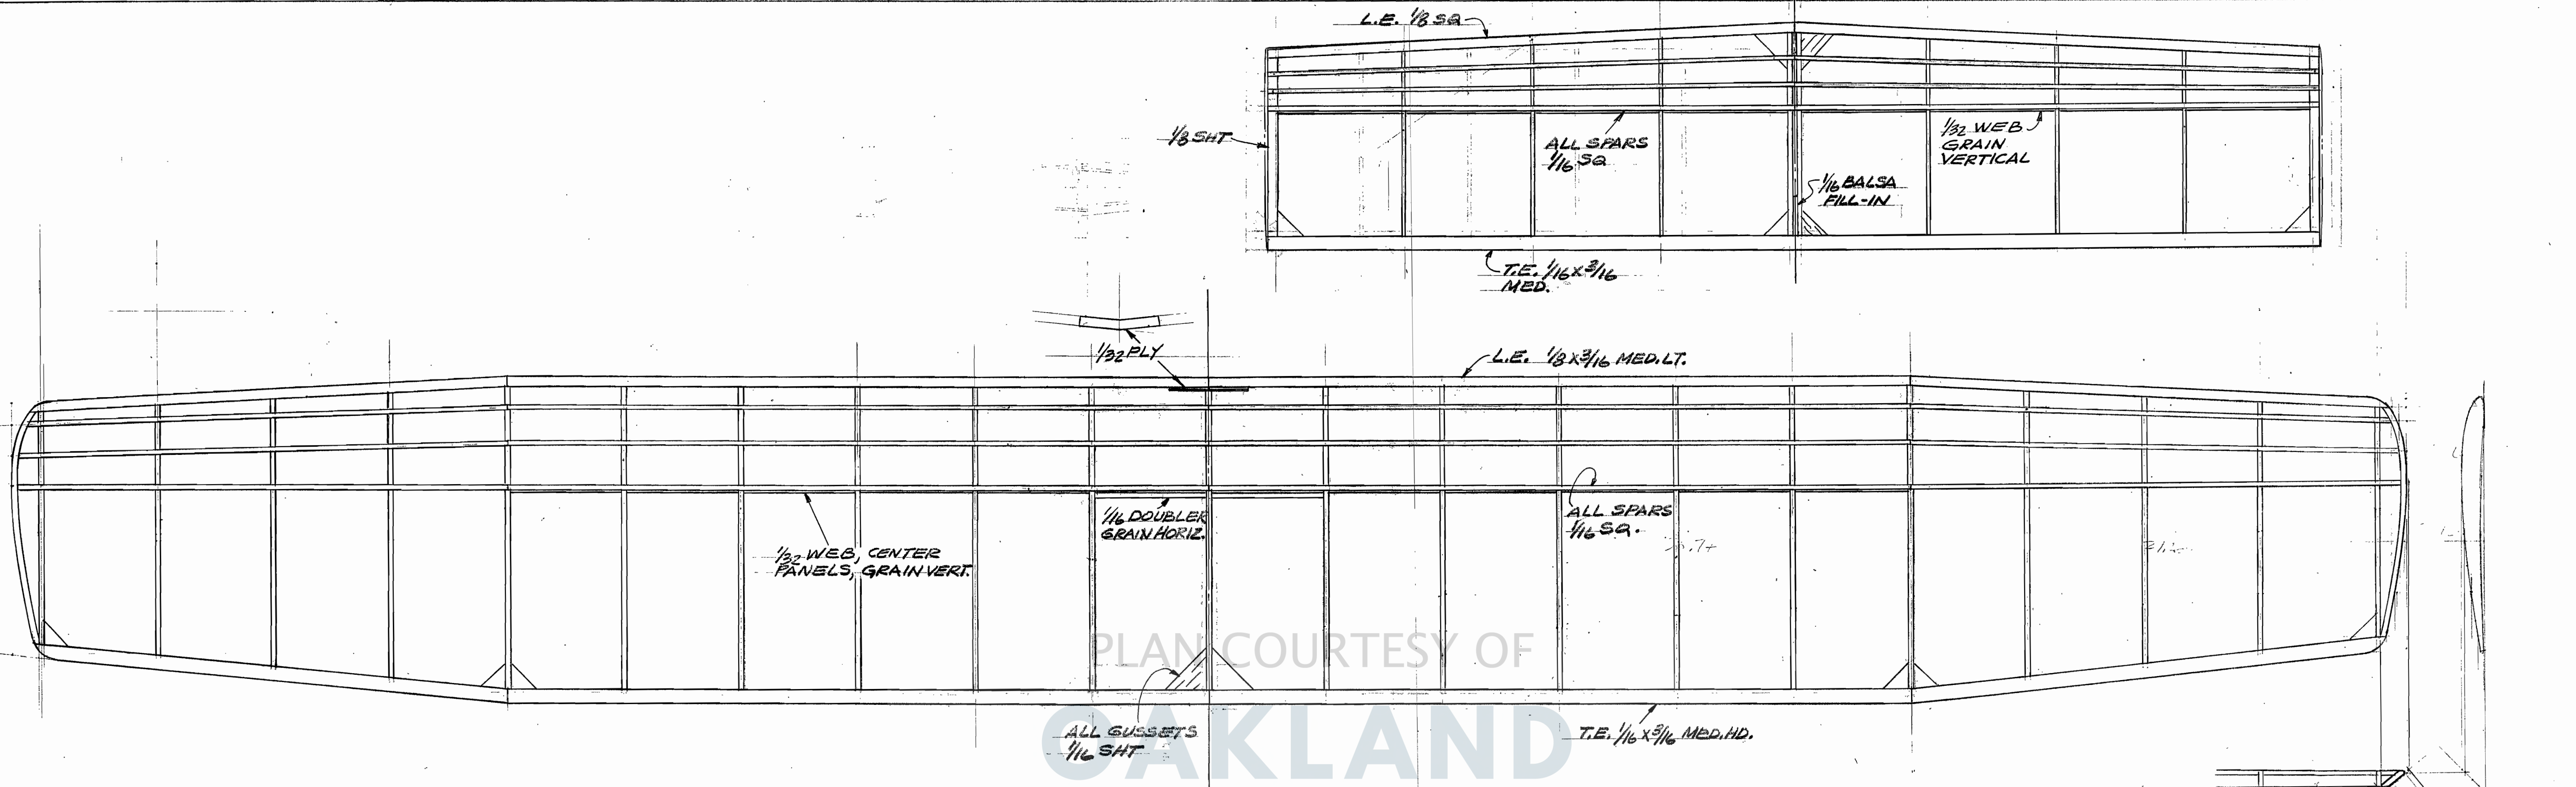 L.E. 1/8 SQ
1/8 SHT
ALL SPARS
1/16 SQ
1/32 WEB
GRAIN
VERTICAL
1/16 BALSA
FILL-IN
T.E. 1/16 X 3/16
MED.
1/32 PLY
L.E. 1/8 X 3/16 MED. LT.
1/16 DOUBLER
GRAIN HORIZ.
ALL SPARS
1/16 SQ.
1/32 WEB, CENTER
PANELS, GRAIN VERT.
PLAN COURTESY OF
OAKLAND
ALL GUSSETS
1/16 SHT
T.E. 1/16 X 3/16 MED. HD.